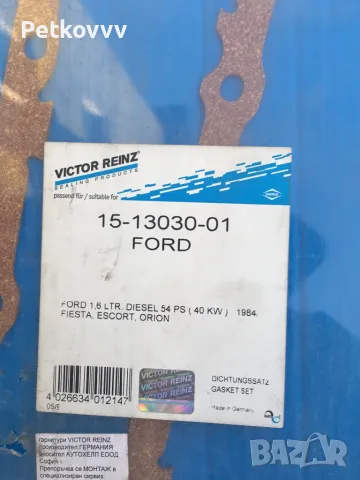 Petkovvv
VICTOR REINZ®
SEALING PRODUCTS
passend für / suitable for
15-13030-01
FORD
FORD 1,6 LTR. DIESEL 54 PS ( 40 KW ) 1984.
FIESTA, ESCORT, ORION
4 026634 012147
05/E
DICHTUNGSSATZ
GASKET SET
Made in Germany
гарнитури VICTOR REINZ
производител ГЕРМАНИЯ
вносител АУТОХЕЛП ЕООД
София
Препоръчва се МОНТАЖ в
специализиран сервиз
BAZAR